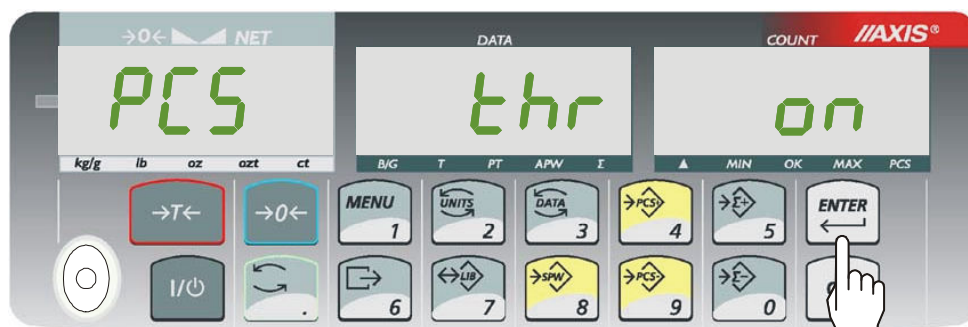 →0← NET DATA COUNT //AXIS®
PCS thr on
kg/g lb oz ozt ct B/G T PT APW Σ ▲ MIN OK MAX PCS
→T← →0← MENU 1 UNITS 2 DATA 3 →PCS 4 →Σ+ 5 ENTER
I/⏻ . 6 ↔LIB 7 →SPW 8 →PCS 9 →Σ- 0